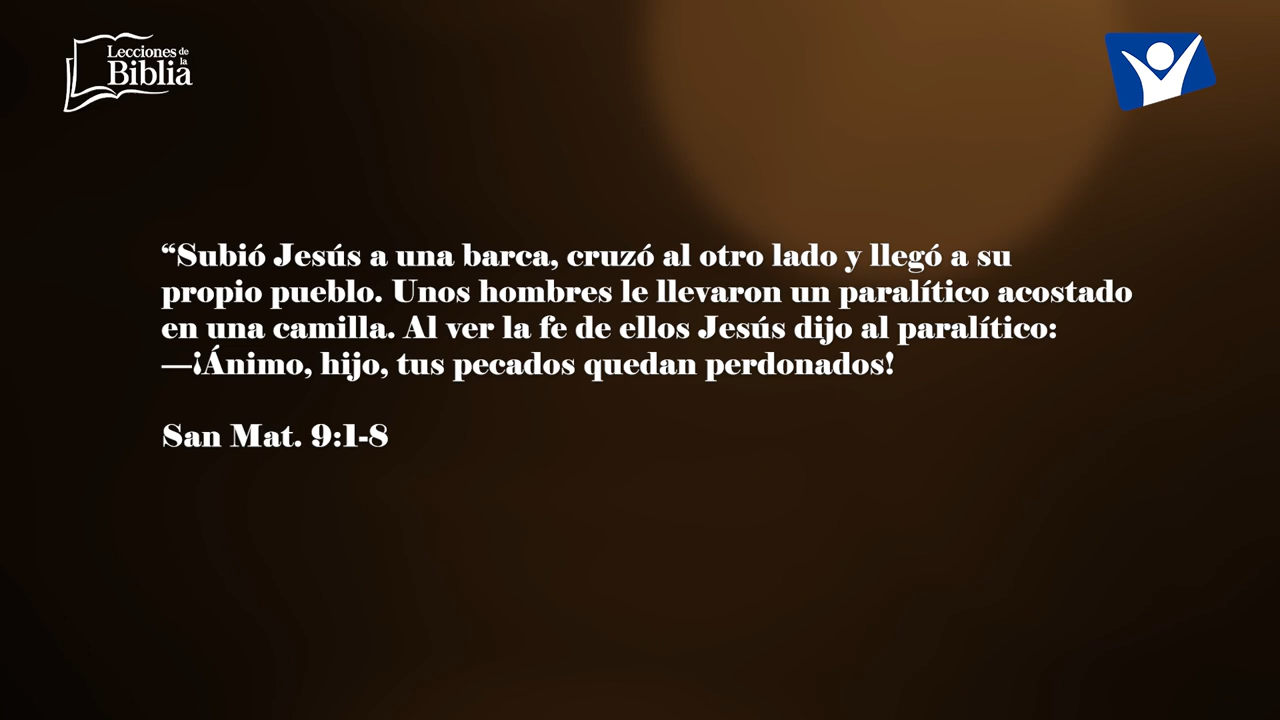 Lecciones de
la
Biblia
“Subió Jesús a una barca, cruzó al otro lado y llegó a su
propio pueblo. Unos hombres le llevaron un paralítico acostado
en una camilla. Al ver la fe de ellos Jesús dijo al paralítico:
—¡Ánimo, hijo, tus pecados quedan perdonados!
San Mat. 9:1-8